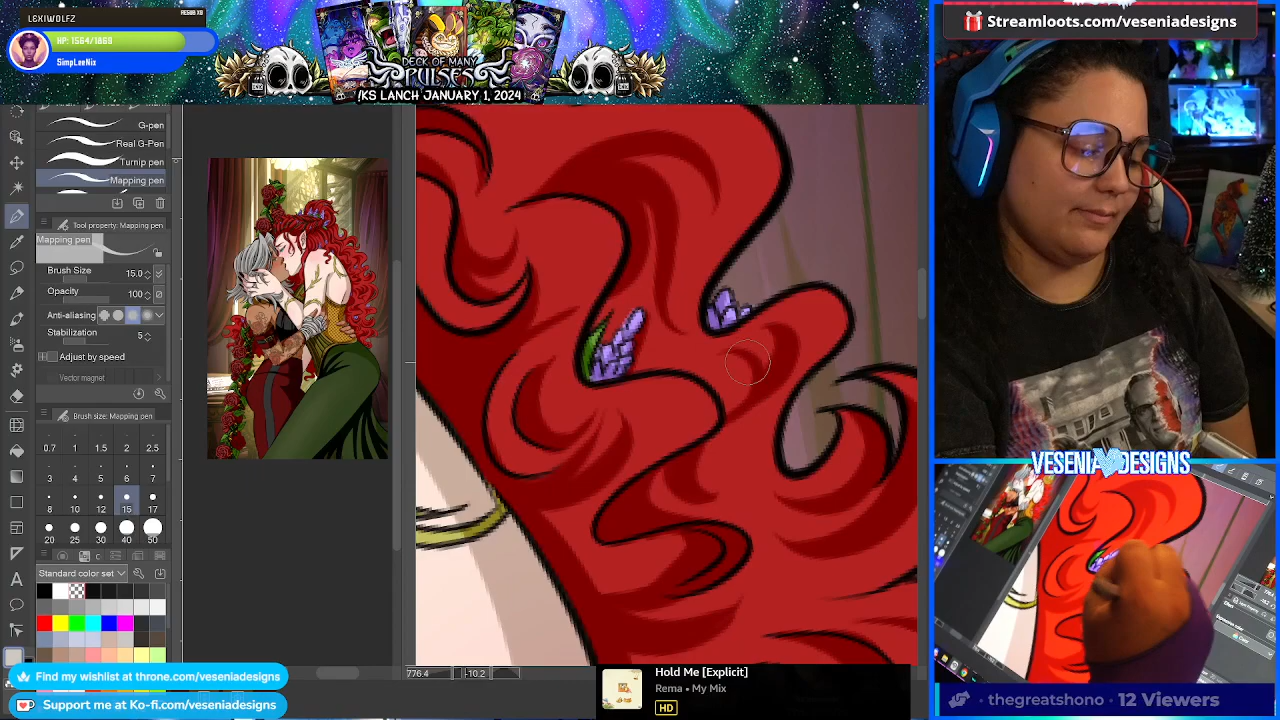 LEXIWOLFZ
HP: 1564/1869
SimpLeeNix
DECK OF MANY
PULSES
!KS LANCH JANUARY 1, 2024
Streamloots.com/veseniadesigns
G-pen
Real G-Pen
Turnip pen
Mapping pen
Tool property: Mapping pen
Mapping pen
Brush Size 15.0
Opacity 100
Anti-aliasing
Stabilization 5
Adjust by speed
Vector magnet
Brush size: Mapping pen
0.7 1 1.5 2 2.5
3 4 5 6 7
8 10 12 15 17
20 25 30 40 50
Standard color set
776.4 -10.2
Find my wishlist at throne.com/veseniadesigns
Support me at Ko-fi.com/veseniadesigns
Hold Me [Explicit]
Rema • My Mix
HD
VESENIA DESIGNS
thegreatshono • 12 Viewers